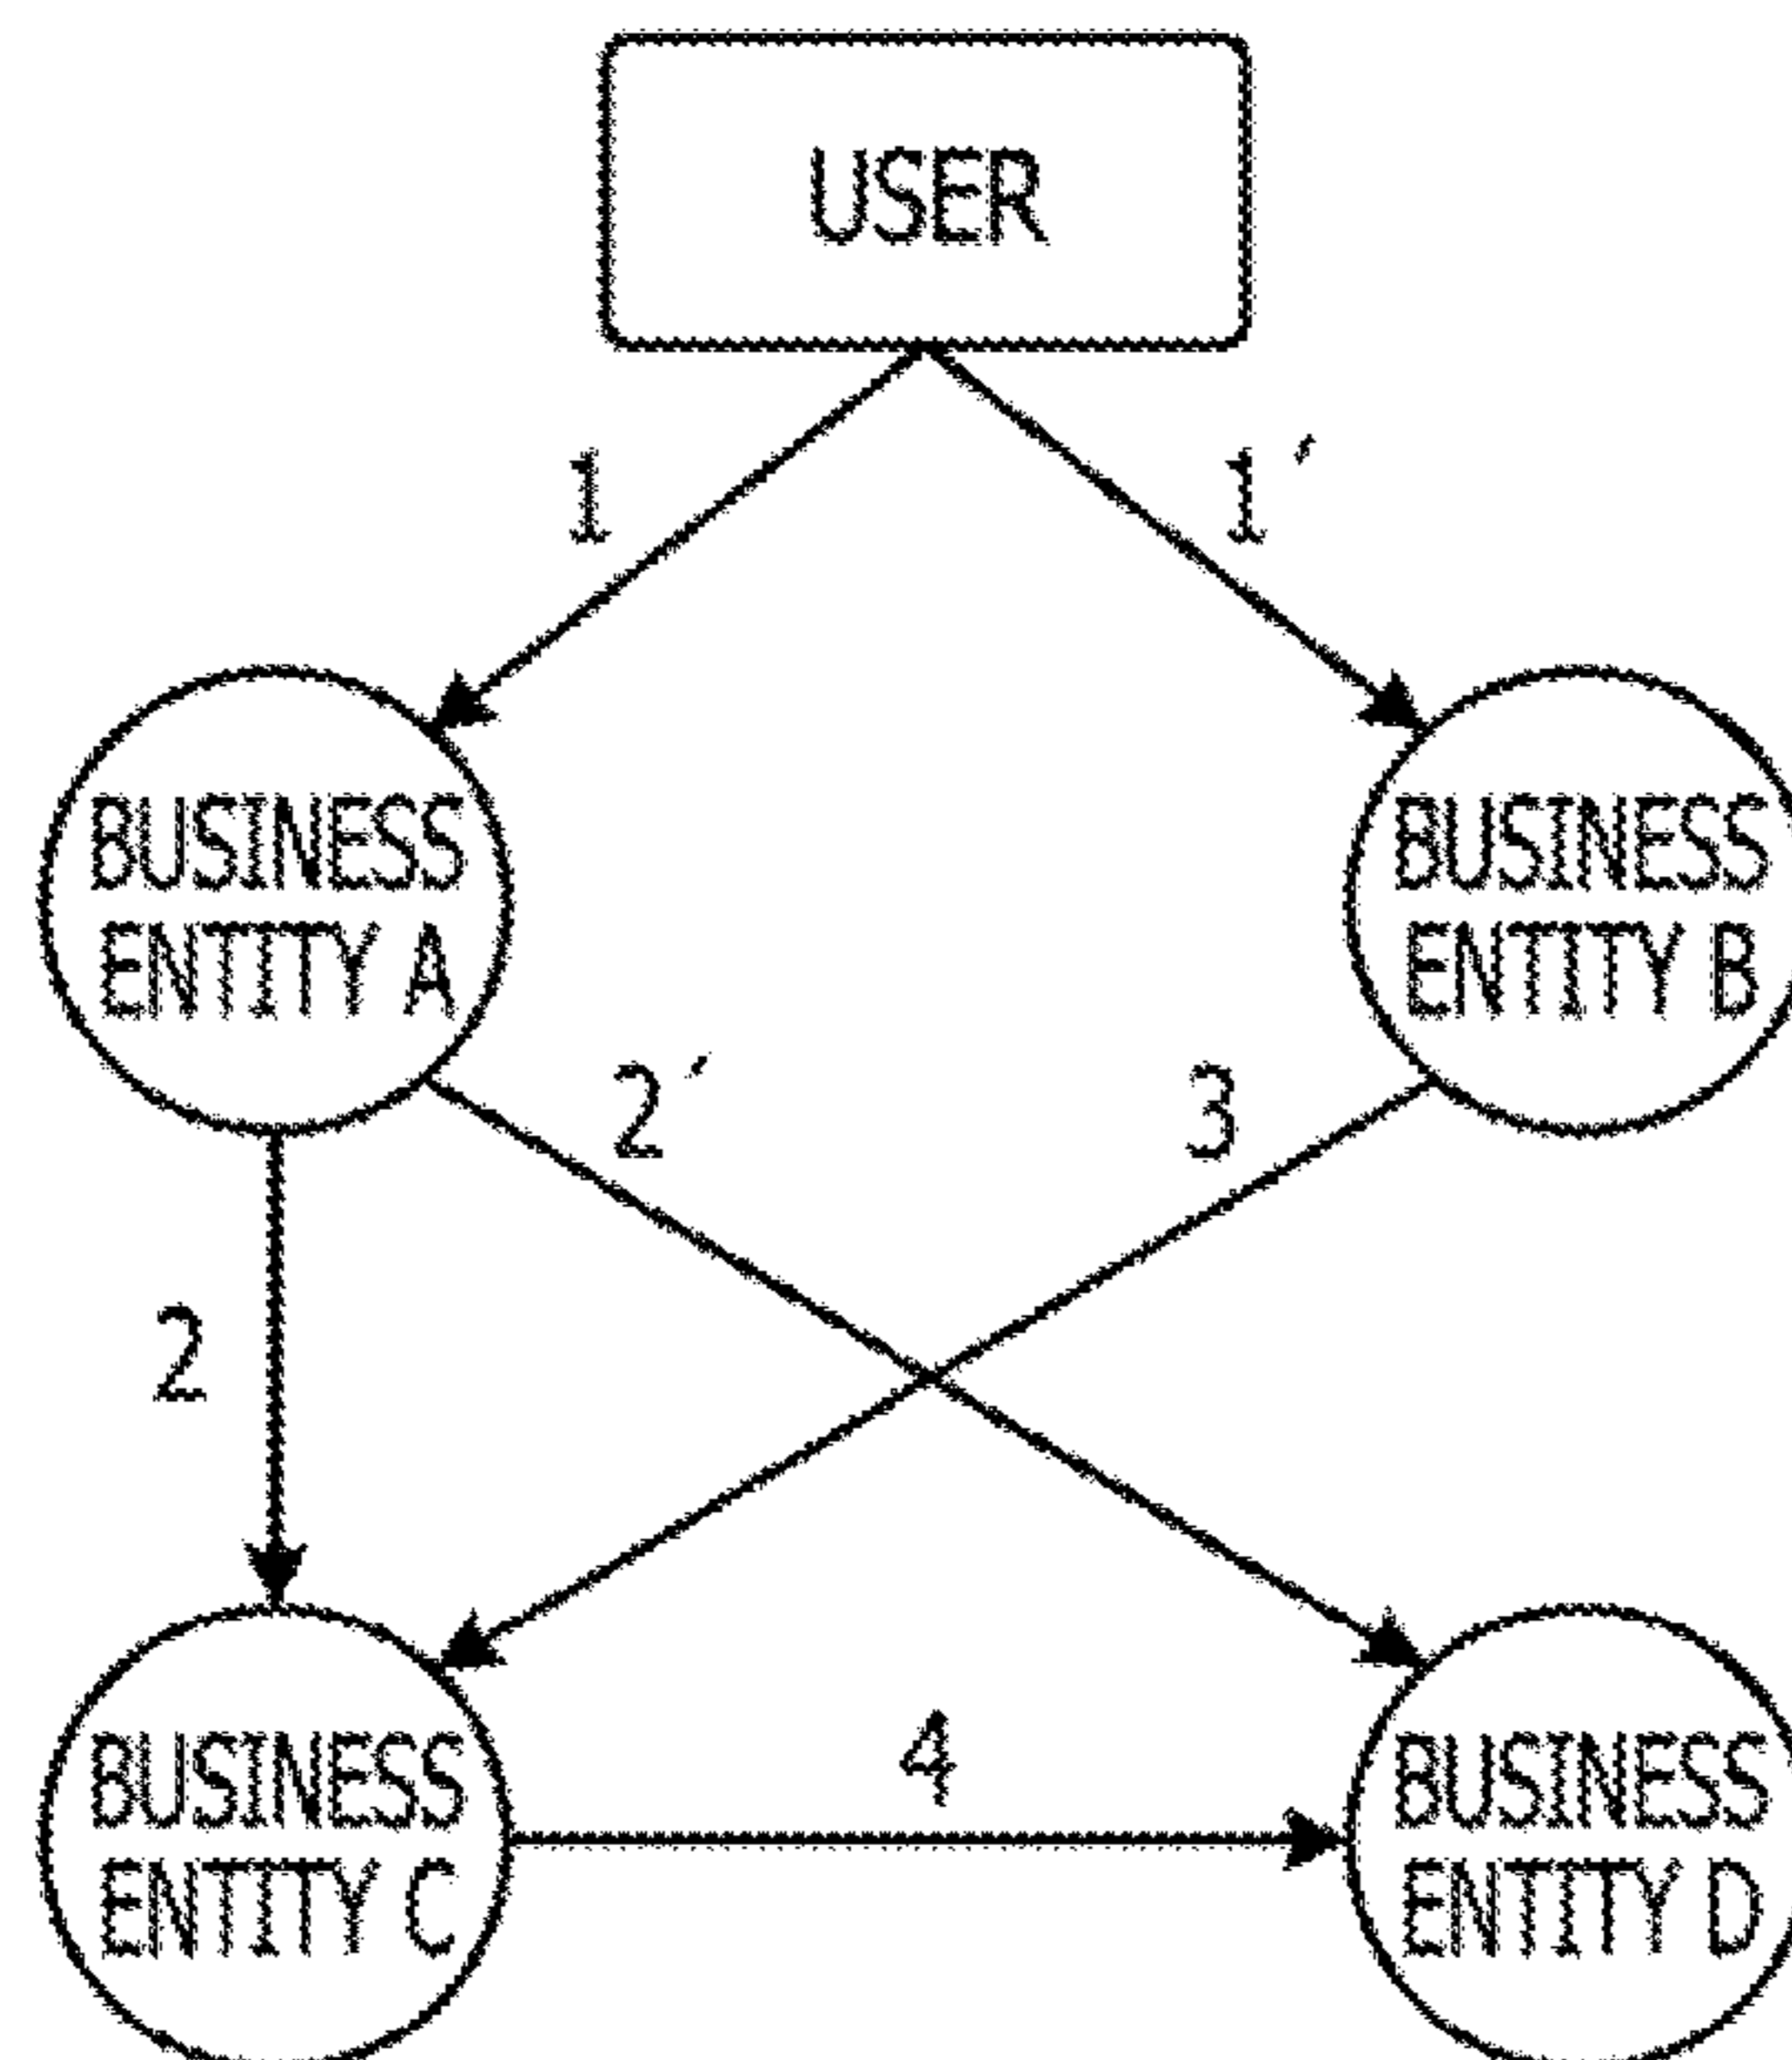 USER
1
1′
BUSINESS
ENTITY A
BUSINESS
ENTITY B
2′
3
2
BUSINESS
ENTITY C
4
BUSINESS
ENTITY D